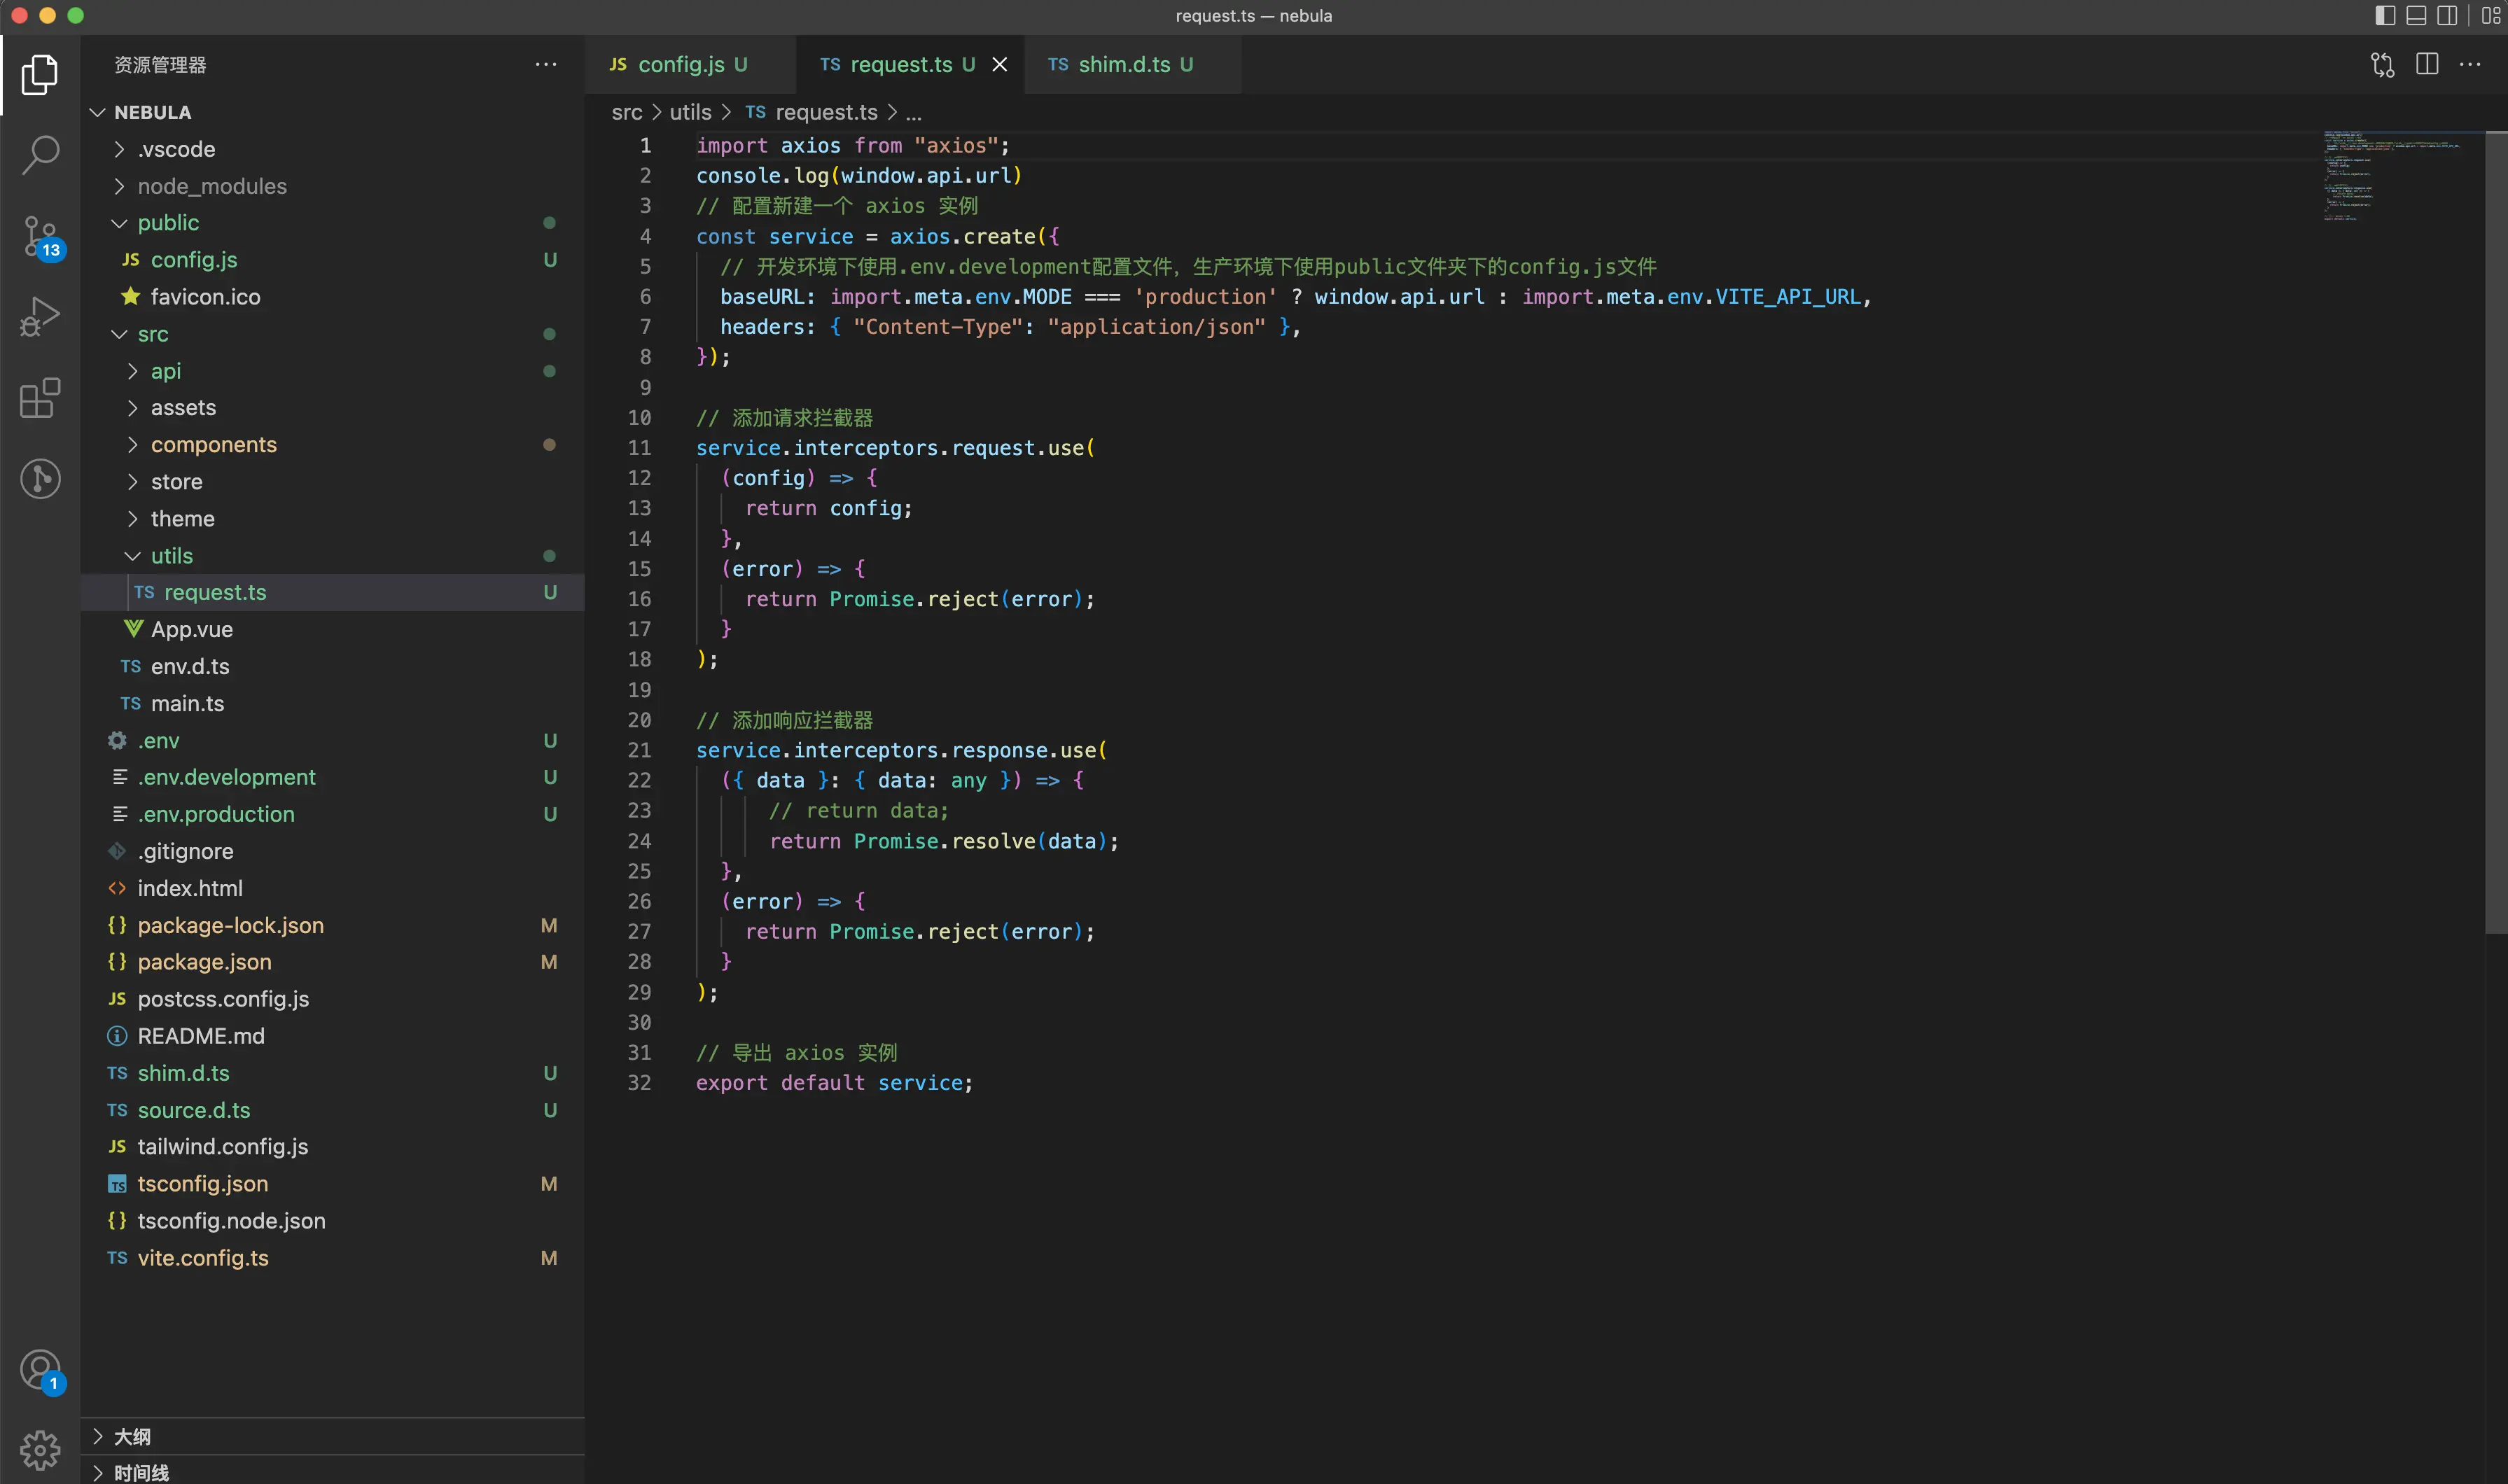 request.ts — nebula
资源管理器
NEBULA
.vscode
node_modules
public
JS config.js U
favicon.ico
src
api
assets
components
store
theme
utils
TS request.ts U
App.vue
TS env.d.ts
TS main.ts
.env U
.env.development U
.env.production U
.gitignore
<> index.html
{} package-lock.json M
{} package.json M
JS postcss.config.js
README.md
TS shim.d.ts U
TS source.d.ts U
JS tailwind.config.js
TS tsconfig.json M
{} tsconfig.node.json
TS vite.config.ts M
大纲
时间线
13
1
JS config.js U
TS request.ts U
TS shim.d.ts U
src > utils > TS request.ts > ...
1 import axios from "axios";
2 console.log(window.api.url)
3 // 配置新建一个 axios 实例
4 const service = axios.create({
5 // 开发环境下使用.env.development配置文件，生产环境下使用public文件夹下的config.js文件
6 baseURL: import.meta.env.MODE === 'production' ? window.api.url : import.meta.env.VITE_API_URL,
7 headers: { "Content-Type": "application/json" },
8 });
9
10 // 添加请求拦截器
11 service.interceptors.request.use(
12 (config) => {
13 return config;
14 },
15 (error) => {
16 return Promise.reject(error);
17 }
18 );
19
20 // 添加响应拦截器
21 service.interceptors.response.use(
22 ({ data }: { data: any }) => {
23 // return data;
24 return Promise.resolve(data);
25 },
26 (error) => {
27 return Promise.reject(error);
28 }
29 );
30
31 // 导出 axios 实例
32 export default service;